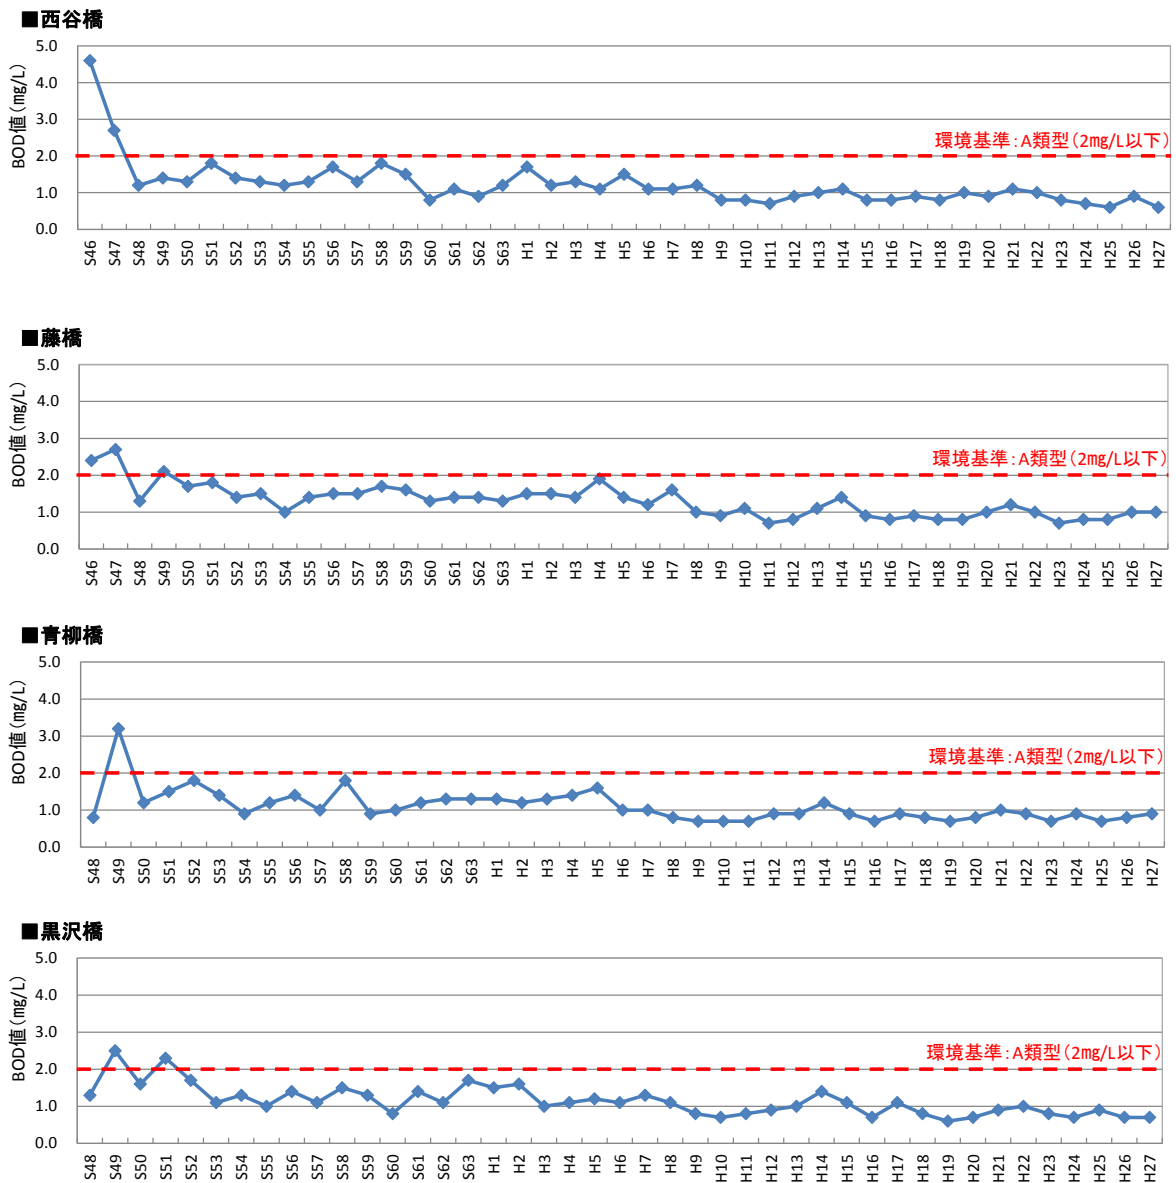 ■西谷橋
BOD値(㎎/L)
5.0
4.0
3.0
2.0
1.0
0.0
環境基準:A類型(2㎎/L以下)
S46 S47 S48 S49 S50 S51 S52 S53 S54 S55 S56 S57 S58 S59 S60 S61 S62 S63 H1 H2 H3 H4 H5 H6 H7 H8 H9 H10 H11 H12 H13 H14 H15 H16 H17 H18 H19 H20 H21 H22 H23 H24 H25 H26 H27
■藤橋
BOD値(㎎/L)
5.0
4.0
3.0
2.0
1.0
0.0
環境基準:A類型(2㎎/L以下)
S46 S47 S48 S49 S50 S51 S52 S53 S54 S55 S56 S57 S58 S59 S60 S61 S62 S63 H1 H2 H3 H4 H5 H6 H7 H8 H9 H10 H11 H12 H13 H14 H15 H16 H17 H18 H19 H20 H21 H22 H23 H24 H25 H26 H27
■青柳橋
BOD値(㎎/L)
5.0
4.0
3.0
2.0
1.0
0.0
環境基準:A類型(2㎎/L以下)
S48 S49 S50 S51 S52 S53 S54 S55 S56 S57 S58 S59 S60 S61 S62 S63 H1 H2 H3 H4 H5 H6 H7 H8 H9 H10 H11 H12 H13 H14 H15 H16 H17 H18 H19 H20 H21 H22 H23 H24 H25 H26 H27
■黒沢橋
BOD値(㎎/L)
5.0
4.0
3.0
2.0
1.0
0.0
環境基準:A類型(2㎎/L以下)
S48 S49 S50 S51 S52 S53 S54 S55 S56 S57 S58 S59 S60 S61 S62 S63 H1 H2 H3 H4 H5 H6 H7 H8 H9 H10 H11 H12 H13 H14 H15 H16 H17 H18 H19 H20 H21 H22 H23 H24 H25 H26 H27